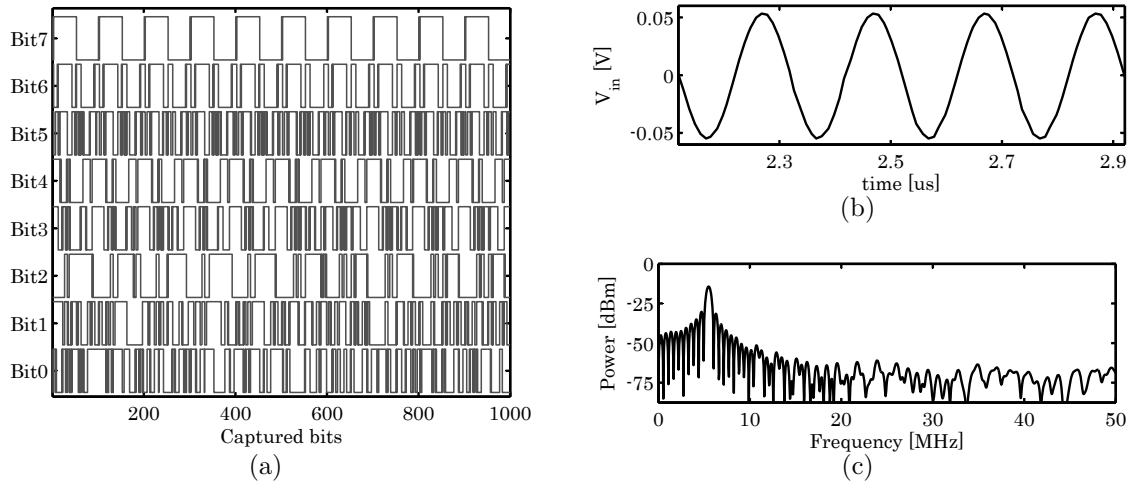 Bit7
Bit6
Bit5
Bit4
Bit3
Bit2
Bit1
Bit0
200 400 600 800 1000
Captured bits
(a)
0.05
0
-0.05
V_in [V]
2.3 2.5 2.7 2.9
time [us]
(b)
0
-25
-50
-75
Power [dBm]
0 10 20 30 40 50
Frequency [MHz]
(c)